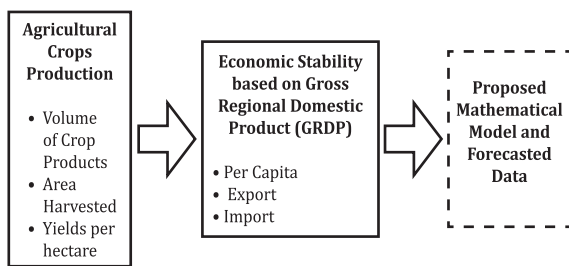 Agricultural
Crops
Production
• Volume
of Crop
Products
• Area
Harvested
• Yields per
hectare
Economic Stability
based on Gross
Regional Domestic
Product (GRDP)
• Per Capita
• Export
• Import
Proposed
Mathematical
Model and
Forecasted
Data